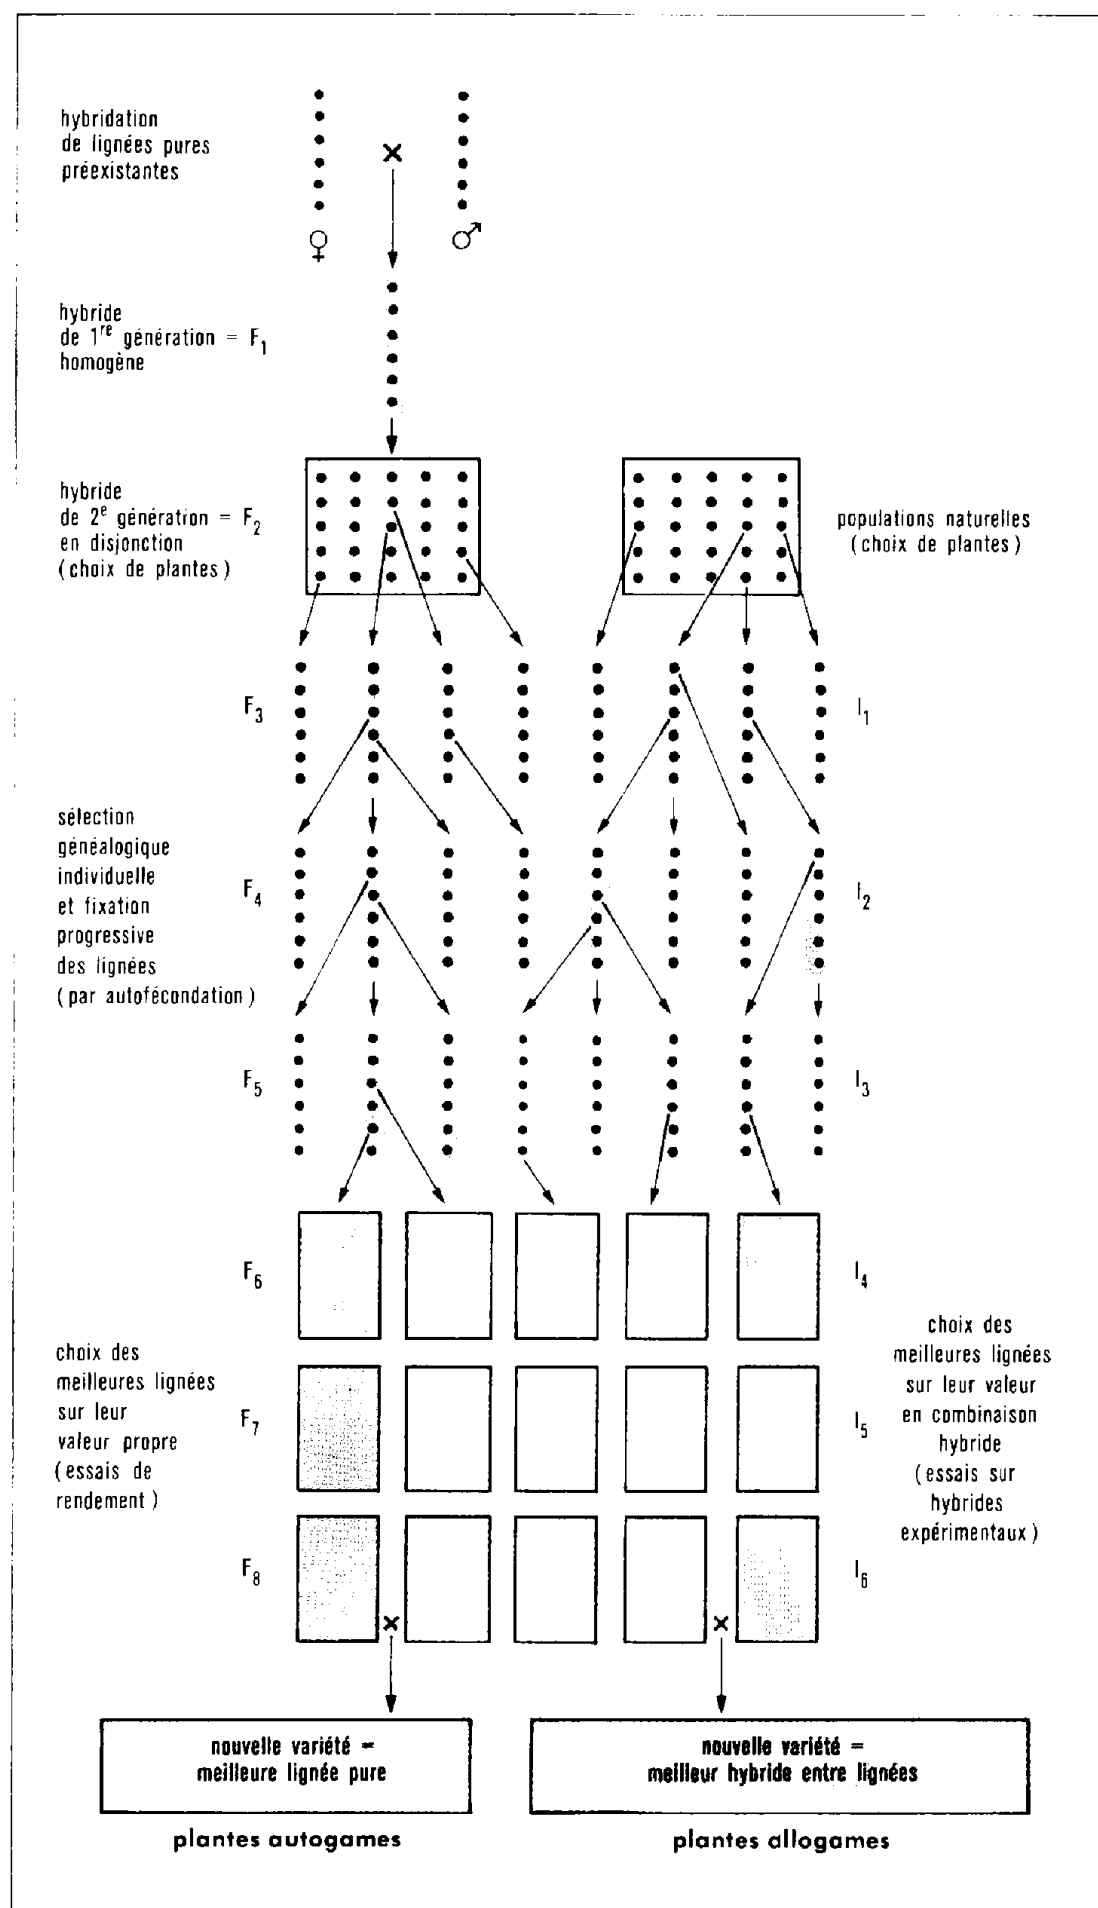 hybridation
de lignées pures
préexistantes
×
♀ ♂
hybride
de 1re génération = F1
homogène
hybride
de 2e génération = F2
en disjonction
(choix de plantes)
populations naturelles
(choix de plantes)
F3
I1
sélection
généalogique
individuelle
et fixation
progressive
des lignées
(par autofécondation)
F4
I2
F5
I3
F6
I4
choix des
meilleures lignées
sur leur
valeur propre
(essais de
rendement)
F7
choix des
meilleures lignées
sur leur valeur
en combinaison
hybride
(essais sur
hybrides
expérimentaux)
I5
F8
I6
× ×
nouvelle variété =
meilleure lignée pure
nouvelle variété =
meilleur hybride entre lignées
plantes autogames
plantes allogames